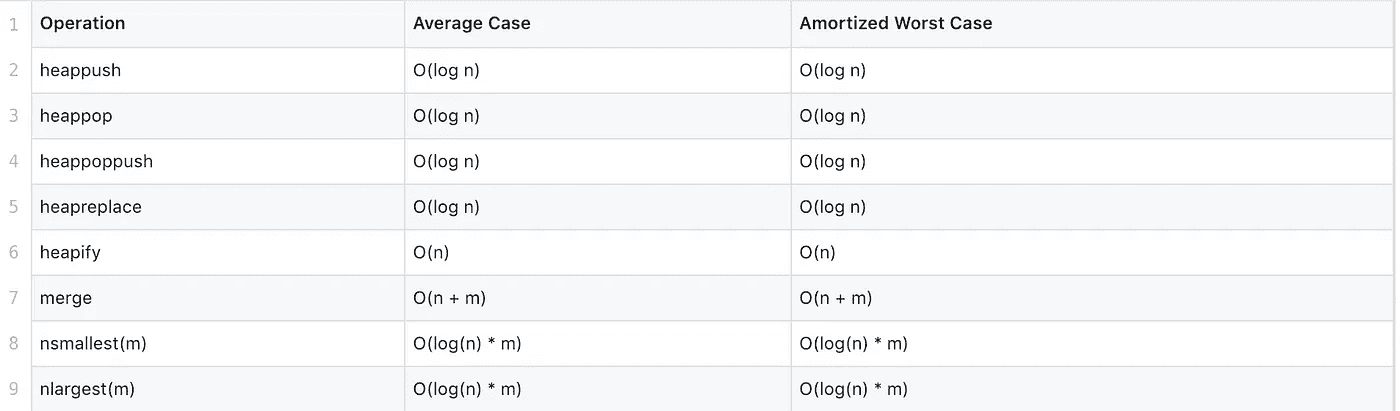 1 Operation Average Case Amortized Worst Case
2 heappush O(log n) O(log n)
3 heappop O(log n) O(log n)
4 heappoppush O(log n) O(log n)
5 heapreplace O(log n) O(log n)
6 heapify O(n) O(n)
7 merge O(n + m) O(n + m)
8 nsmallest(m) O(log(n) * m) O(log(n) * m)
9 nlargest(m) O(log(n) * m) O(log(n) * m)